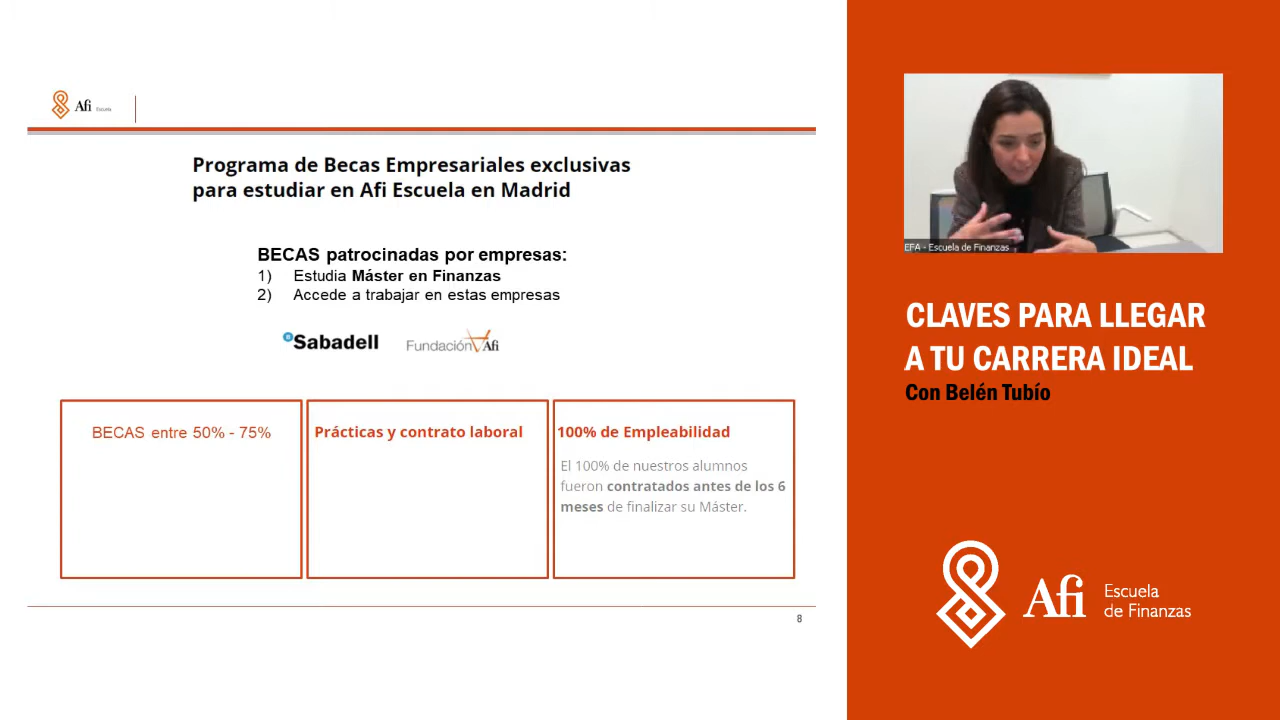 Afi Escuela
Programa de Becas Empresariales exclusivas
para estudiar en Afi Escuela en Madrid
BECAS patrocinadas por empresas:
1) Estudia Máster en Finanzas
2) Accede a trabajar en estas empresas
Sabadell
Fundación Afi
BECAS entre 50% - 75%
Prácticas y contrato laboral
100% de Empleabilidad
El 100% de nuestros alumnos
fueron contratados antes de los 6
meses de finalizar su Máster.
8
EFA - Escuela de Finanzas
CLAVES PARA LLEGAR
A TU CARRERA IDEAL
Con Belén Tubío
Afi
Escuela
de Finanzas